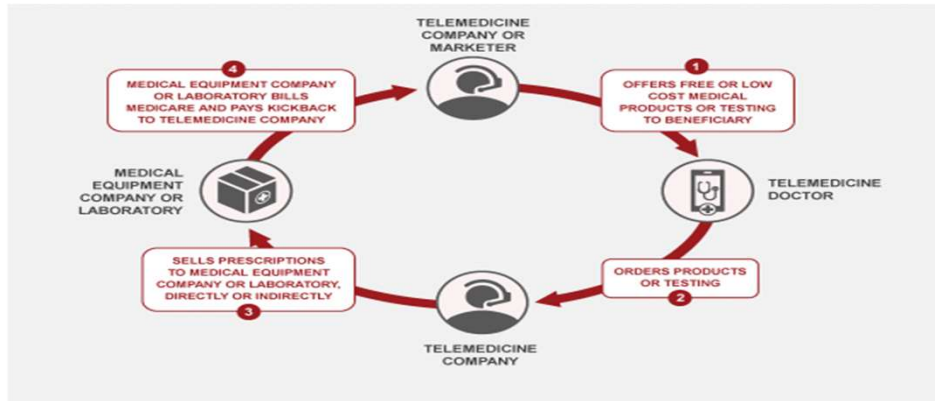 TELEMEDICINE
COMPANY OR
MARKETER
1
OFFERS FREE OR LOW
COST MEDICAL
PRODUCTS OR TESTING
TO BENEFICIARY
TELEMEDICINE
DOCTOR
ORDERS PRODUCTS
OR TESTING
2
TELEMEDICINE
COMPANY
SELLS PRESCRIPTIONS
TO MEDICAL EQUIPMENT
COMPANY OR LABORATORY,
DIRECTLY OR INDIRECTLY
3
MEDICAL
EQUIPMENT
COMPANY OR
LABORATORY
4
MEDICAL EQUIPMENT COMPANY
OR LABORATORY BILLS
MEDICARE AND PAYS KICKBACK
TO TELEMEDICINE COMPANY